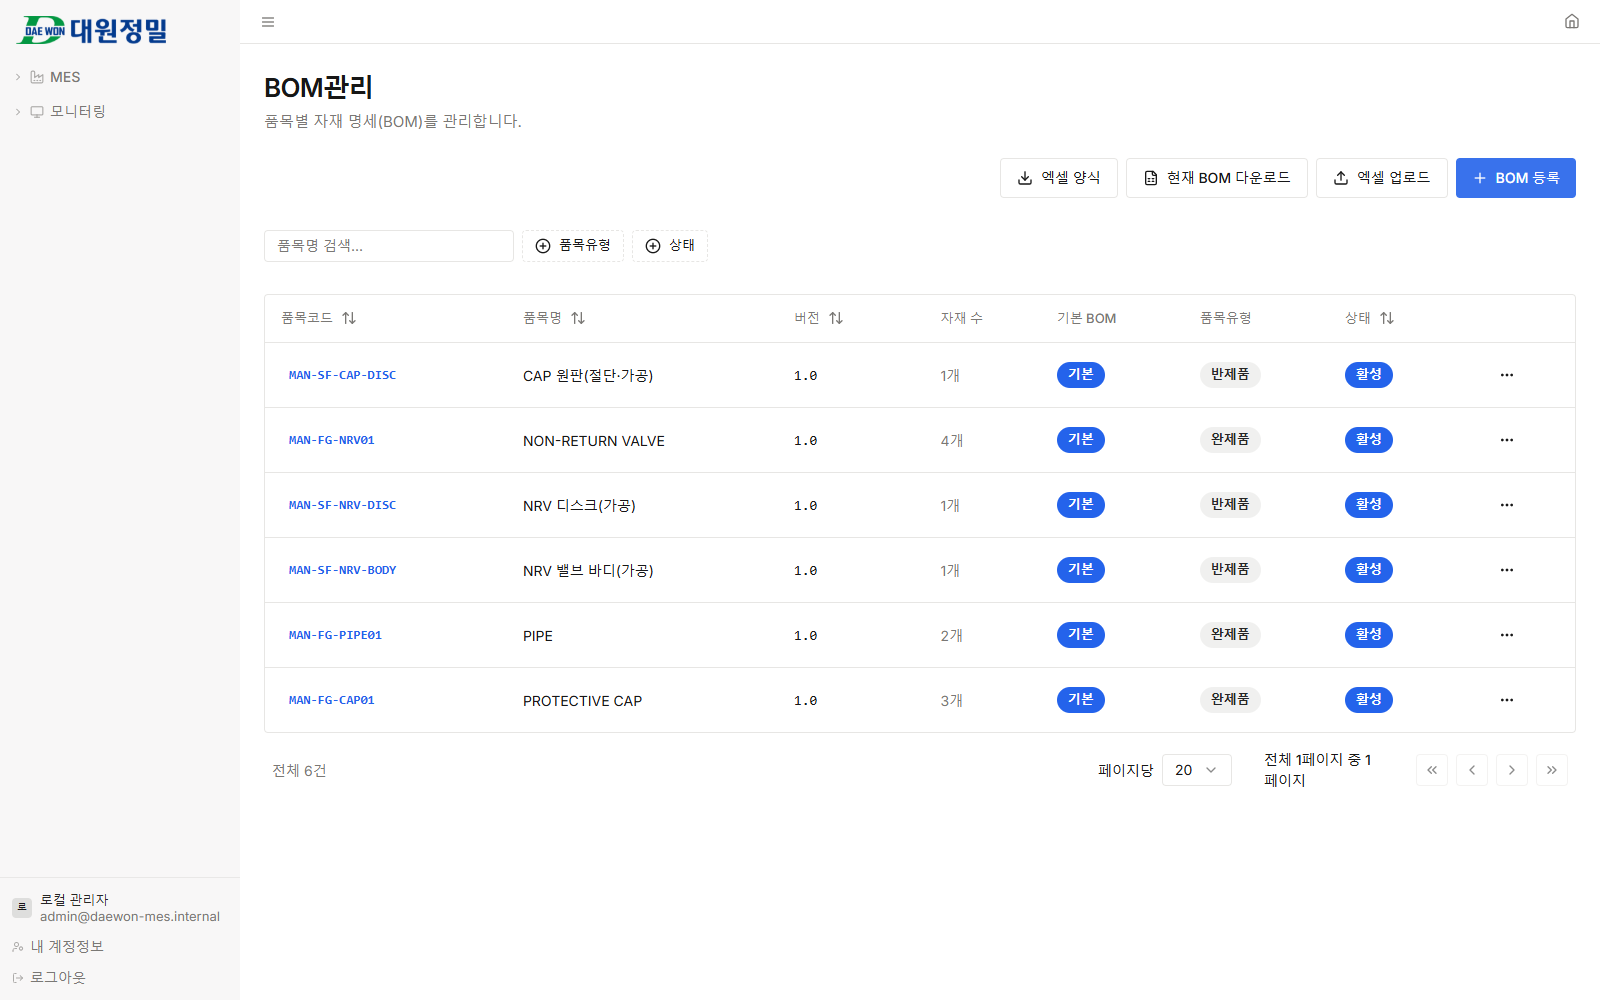 DAE WON 대원정밀
MES
모니터링
BOM관리
품목별 자재 명세(BOM)를 관리합니다.
엑셀 양식
현재 BOM 다운로드
엑셀 업로드
BOM 등록
품목명 검색...
품목유형
상태
품목코드 품목명 버전 자재 수 기본 BOM 품목유형 상태
MAN-SF-CAP-DISC CAP 원판(절단·가공) 1.0 1개 기본 반제품 활성
MAN-FG-NRV01 NON-RETURN VALVE 1.0 4개 기본 완제품 활성
MAN-SF-NRV-DISC NRV 디스크(가공) 1.0 1개 기본 반제품 활성
MAN-SF-NRV-BODY NRV 밸브 바디(가공) 1.0 1개 기본 반제품 활성
MAN-FG-PIPE01 PIPE 1.0 2개 기본 완제품 활성
MAN-FG-CAP01 PROTECTIVE CAP 1.0 3개 기본 완제품 활성
전체 6건
페이지당 20
전체 1페이지 중 1
페이지
로
로컬 관리자
admin@daewon-mes.internal
내 계정정보
로그아웃